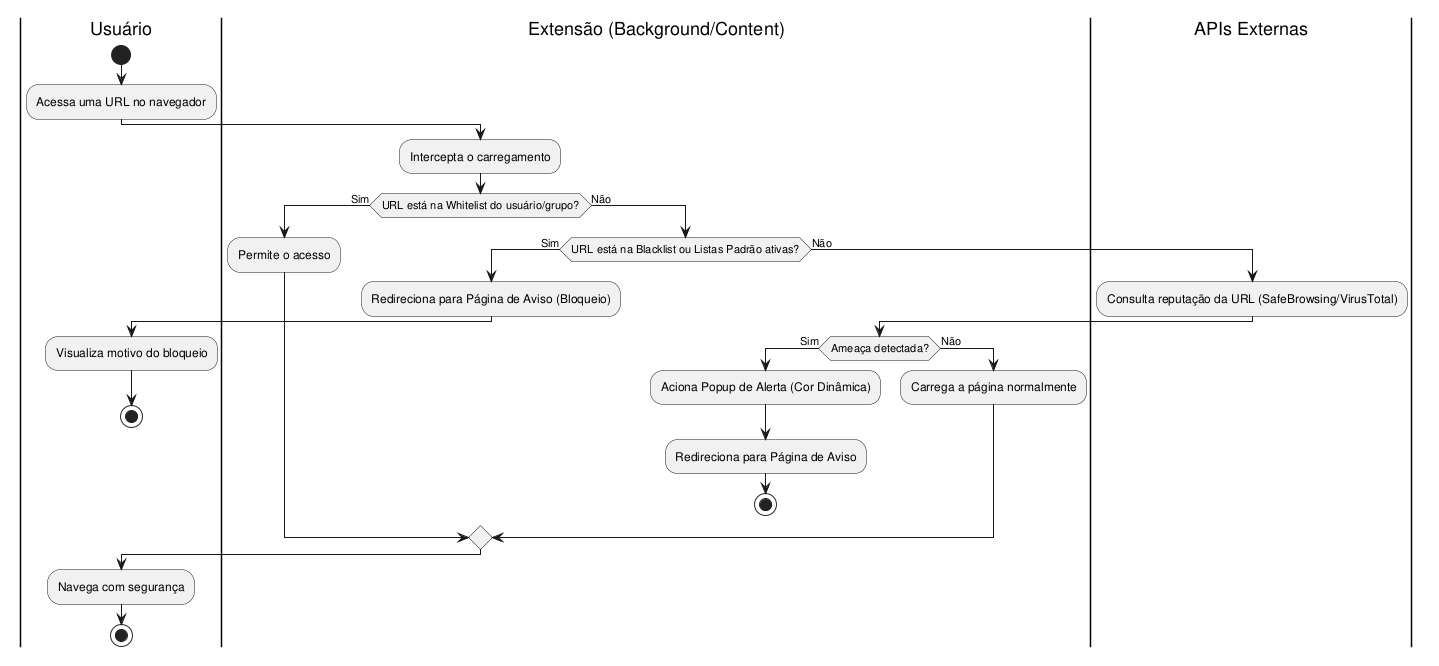 Usuário
Extensão (Background/Content)
APIs Externas
Acessa uma URL no navegador
Intercepta o carregamento
Sim
URL está na Whitelist do usuário/grupo?
Não
Permite o acesso
Sim
URL está na Blacklist ou Listas Padrão ativas?
Não
Redireciona para Página de Aviso (Bloqueio)
Consulta reputação da URL (SafeBrowsing/VirusTotal)
Visualiza motivo do bloqueio
Sim
Ameaça detectada?
Não
Aciona Popup de Alerta (Cor Dinâmica)
Carrega a página normalmente
Redireciona para Página de Aviso
Navega com segurança